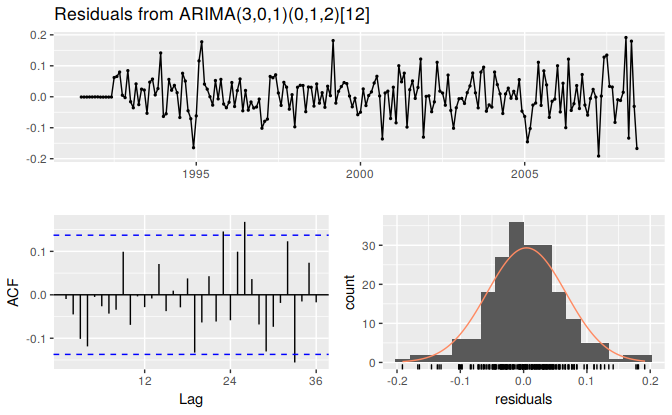 Residuals from ARIMA(3,0,1)(0,1,2)[12]
0.2
0.1
0.0
-0.1
-0.2
1995 2000 2005
ACF
0.1
0.0
-0.1
12 24 36
Lag
count
30
20
10
0
-0.2 -0.1 0.0 0.1 0.2
residuals